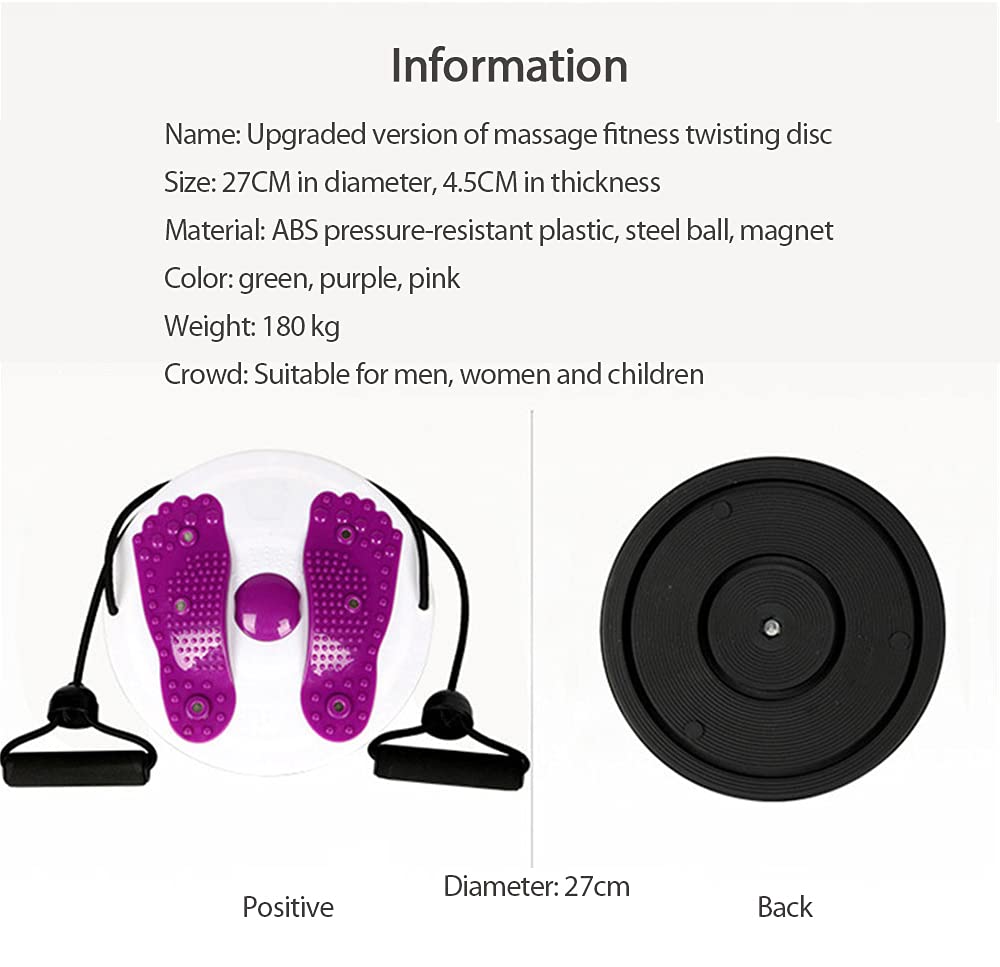 Information
Name: Upgraded version of massage fitness twisting disc
Size: 27CM in diameter, 4.5CM in thickness
Material: ABS pressure-resistant plastic, steel ball, magnet
Color: green, purple, pink
Weight: 180 kg
Crowd: Suitable for men, women and children
Diameter: 27cm
Positive
Back